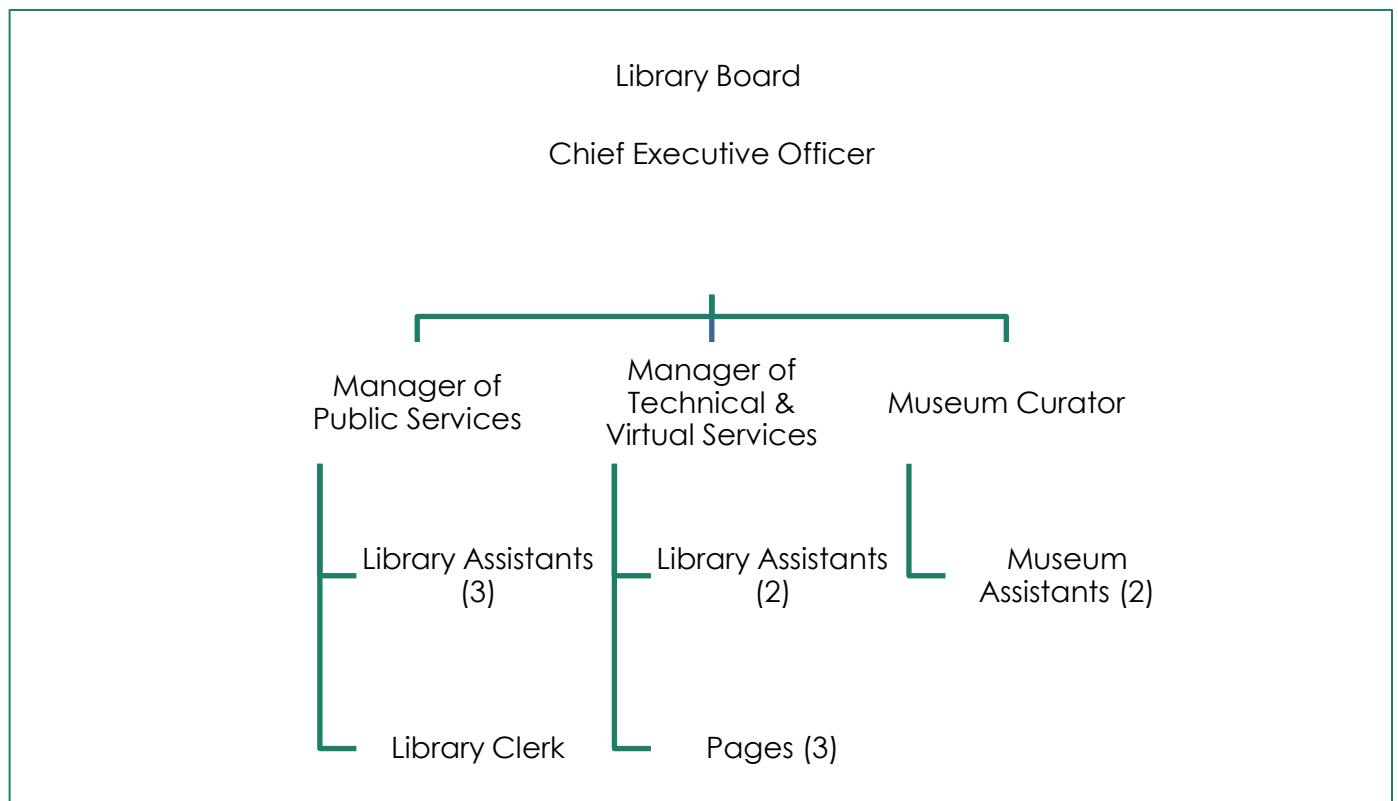 Library Board
Chief Executive Officer
Manager of
Public Services
Manager of
Technical &
Virtual Services
Museum Curator
Library Assistants
(3)
Library Assistants
(2)
Museum
Assistants (2)
Library Clerk
Pages (3)